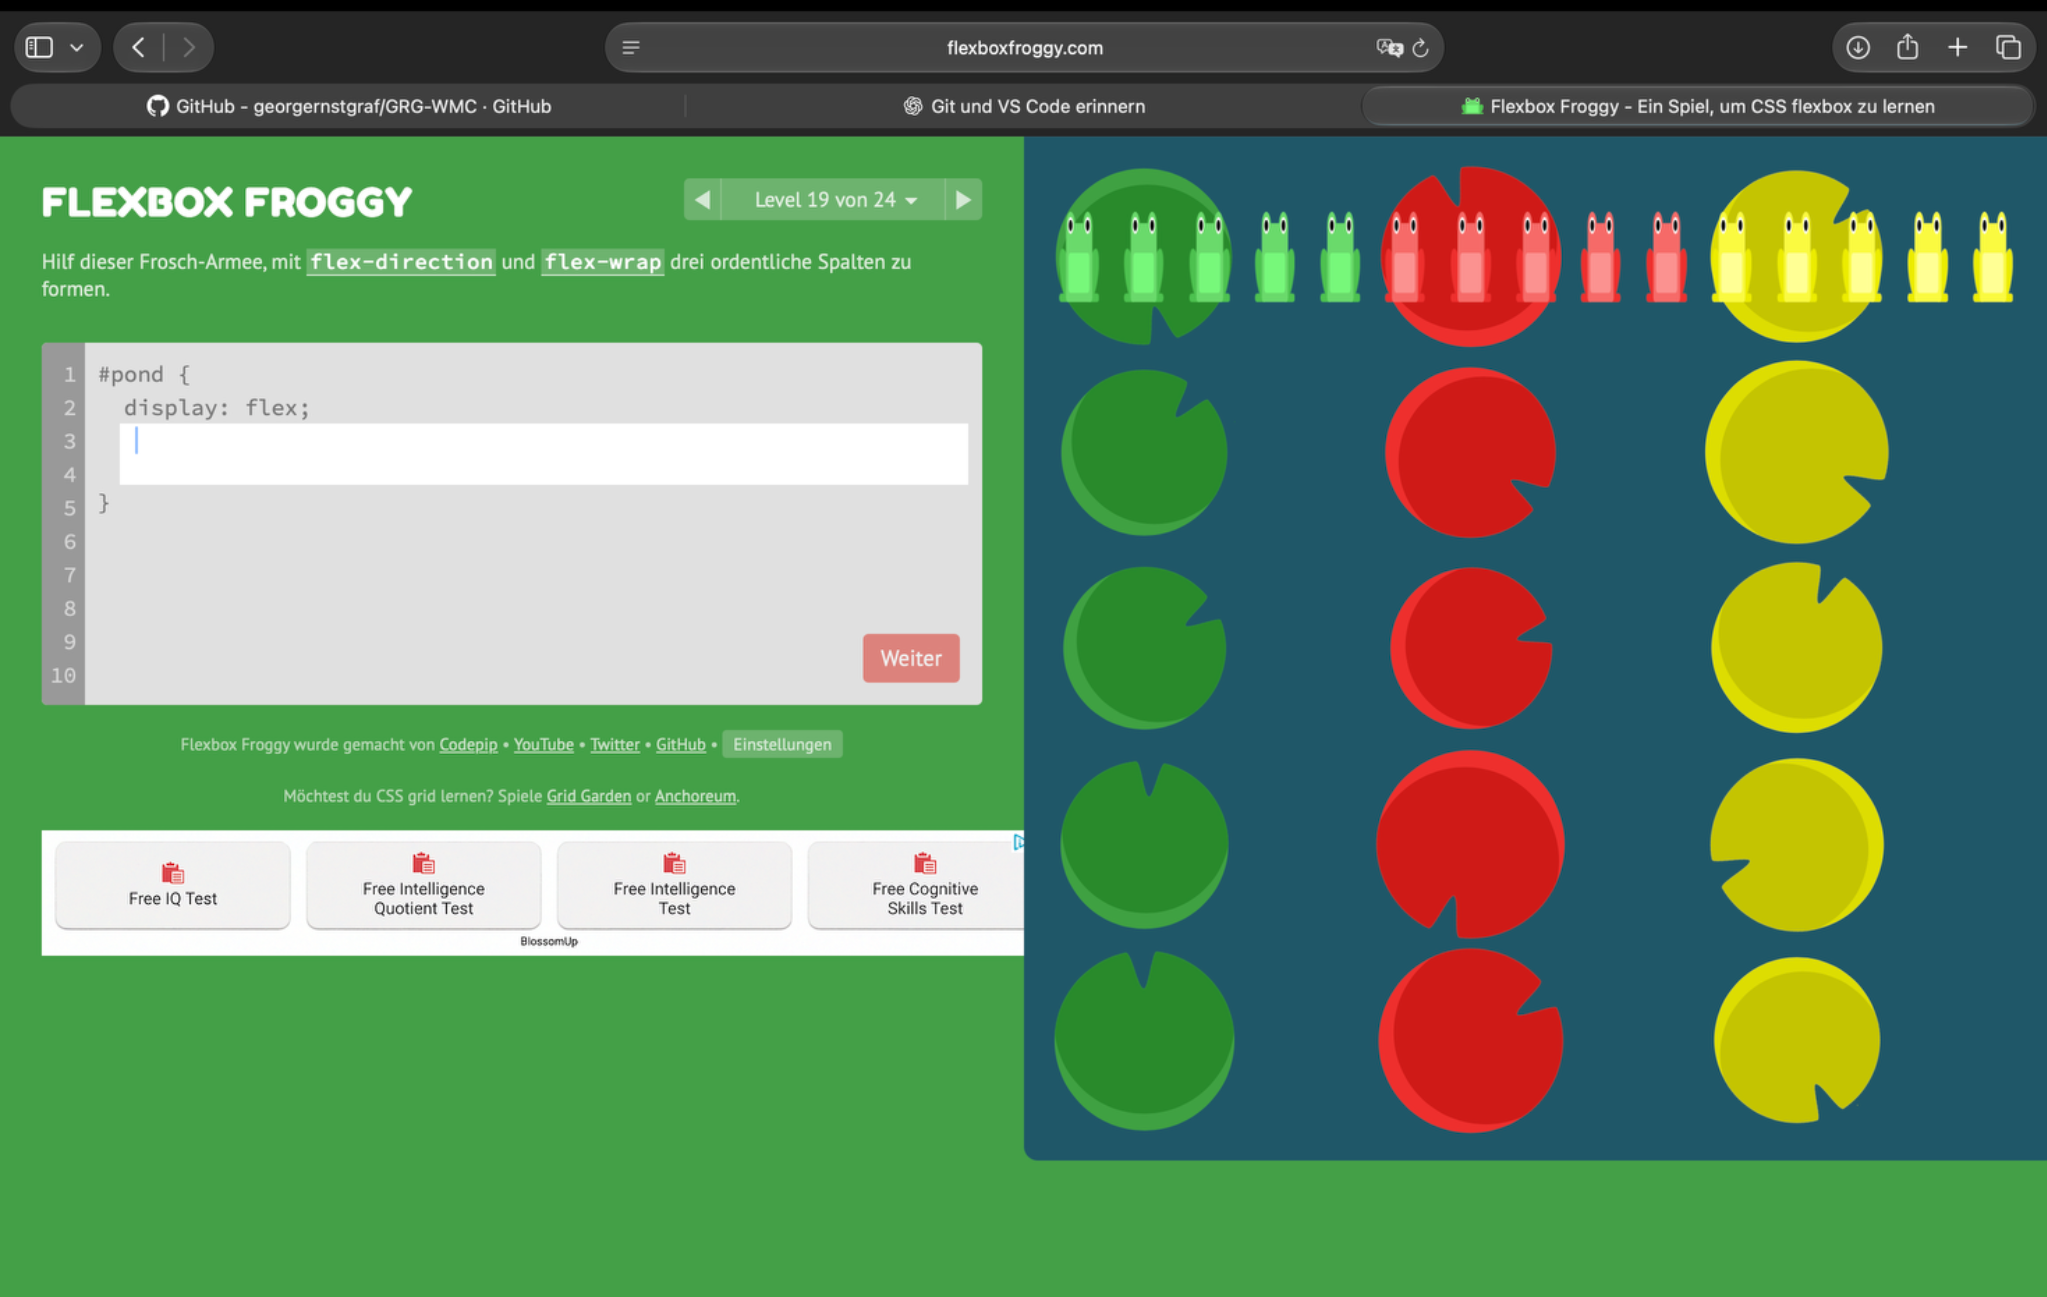 flexboxfroggy.com
GitHub - georgernstgraf/GRG-WMC · GitHub
Git und VS Code erinnern
Flexbox Froggy - Ein Spiel, um CSS flexbox zu lernen
FLEXBOX FROGGY
Level 19 von 24
Hilf dieser Frosch-Armee, mit flex-direction und flex-wrap drei ordentliche Spalten zu
formen.
1 #pond {
2 display: flex;
3
4
5 }
6
7
8
9
10
Weiter
Flexbox Froggy wurde gemacht von Codepip • YouTube • Twitter • GitHub • Einstellungen
Möchtest du CSS grid lernen? Spiele Grid Garden or Anchoreum.
Free IQ Test
Free Intelligence
Quotient Test
Free Intelligence
Test
Free Cognitive
Skills Test
BlossomUp